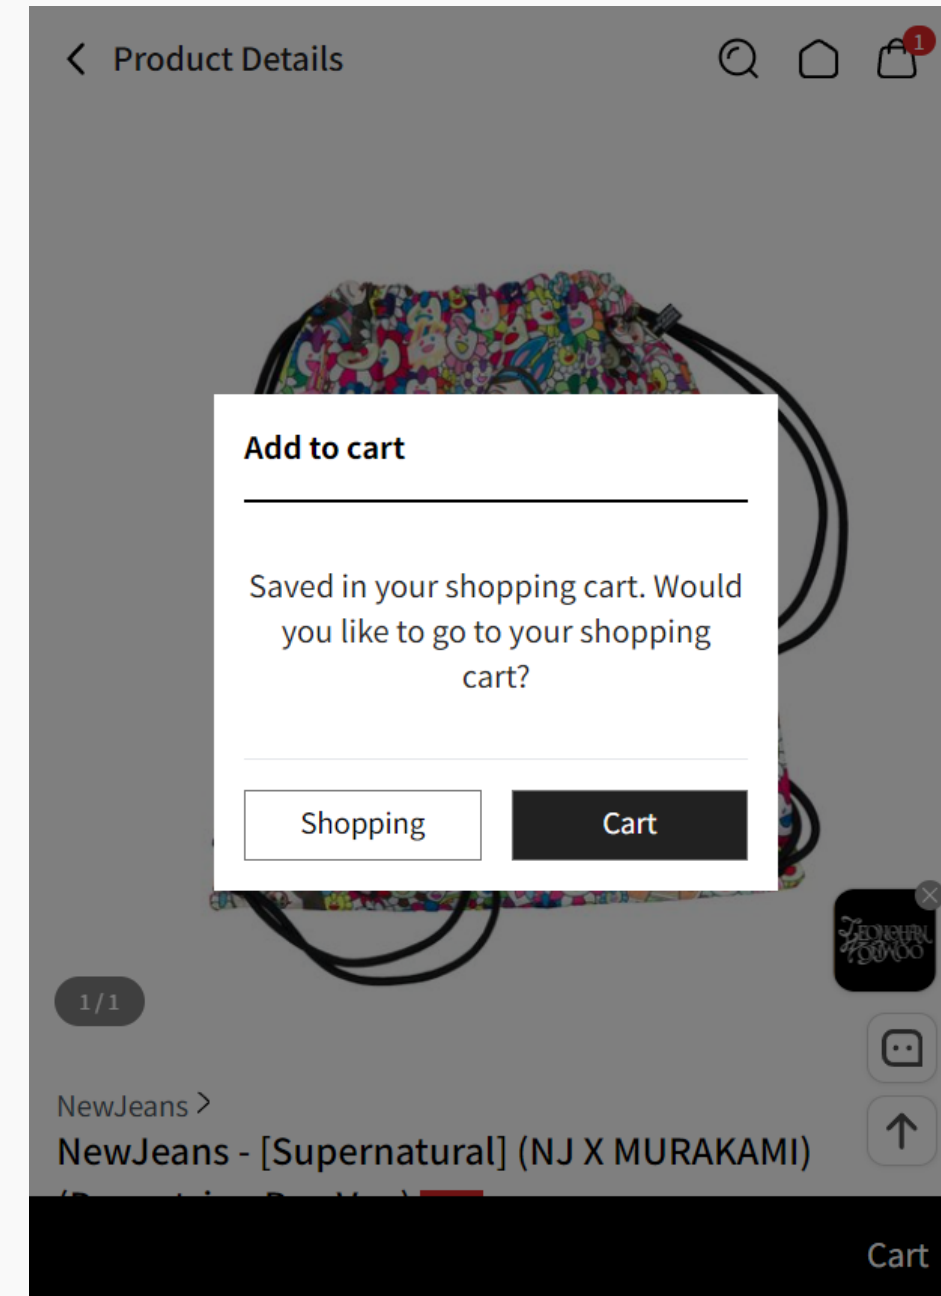 Product Details
1
Add to cart
Saved in your shopping cart. Would
you like to go to your shopping
cart?
Shopping
Cart
1/1
NewJeans
NewJeans - [Supernatural] (NJ X MURAKAMI)
Cart